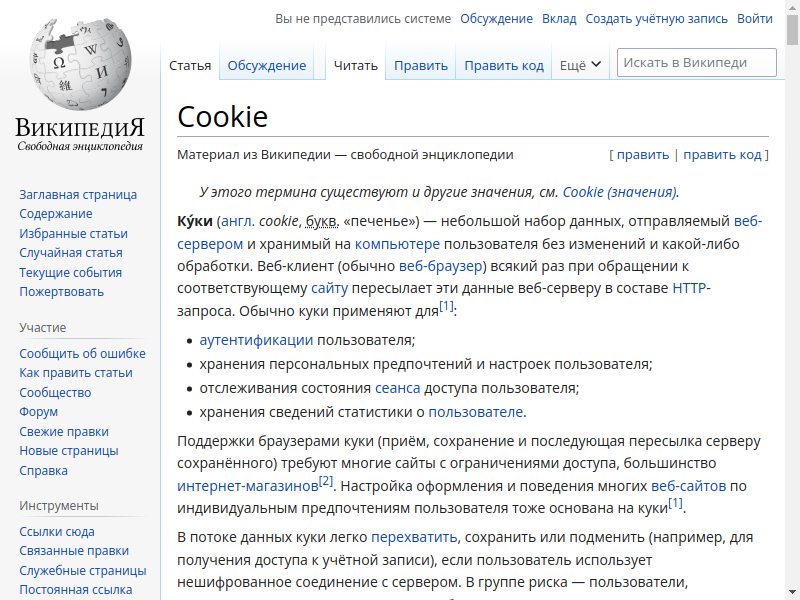 Вы не представились системе Обсуждение Вклад Создать учётную запись Войти
Статья Обсуждение Читать Править Править код Ещё Искать в Википеди
ВикипедиЯ
Свободная энциклопедия
Заглавная страница
Содержание
Избранные статьи
Случайная статья
Текущие события
Пожертвовать
Участие
Сообщить об ошибке
Как править статьи
Сообщество
Форум
Свежие правки
Новые страницы
Справка
Инструменты
Ссылки сюда
Связанные правки
Служебные страницы
Постоянная ссылка
Cookie
Материал из Википедии — свободной энциклопедии [ править | править код ]
У этого термина существуют и другие значения, см. Cookie (значения).
Ку́ки (англ. cookie, букв. «печенье») — небольшой набор данных, отправляемый веб-
сервером и хранимый на компьютере пользователя без изменений и какой-либо
обработки. Веб-клиент (обычно веб-браузер) всякий раз при обращении к
соответствующему сайту пересылает эти данные веб-серверу в составе HTTP-
запроса. Обычно куки применяют для[1]:
аутентификации пользователя;
хранения персональных предпочтений и настроек пользователя;
отслеживания состояния сеанса доступа пользователя;
хранения сведений статистики о пользователе.
Поддержки браузерами куки (приём, сохранение и последующая пересылка серверу
сохранённого) требуют многие сайты с ограничениями доступа, большинство
интернет-магазинов[2]. Настройка оформления и поведения многих веб-сайтов по
индивидуальным предпочтениям пользователя тоже основана на куки[1].
В потоке данных куки легко перехватить, сохранить или подменить (например, для
получения доступа к учётной записи), если пользователь использует
нешифрованное соединение с сервером. В группе риска — пользователи,